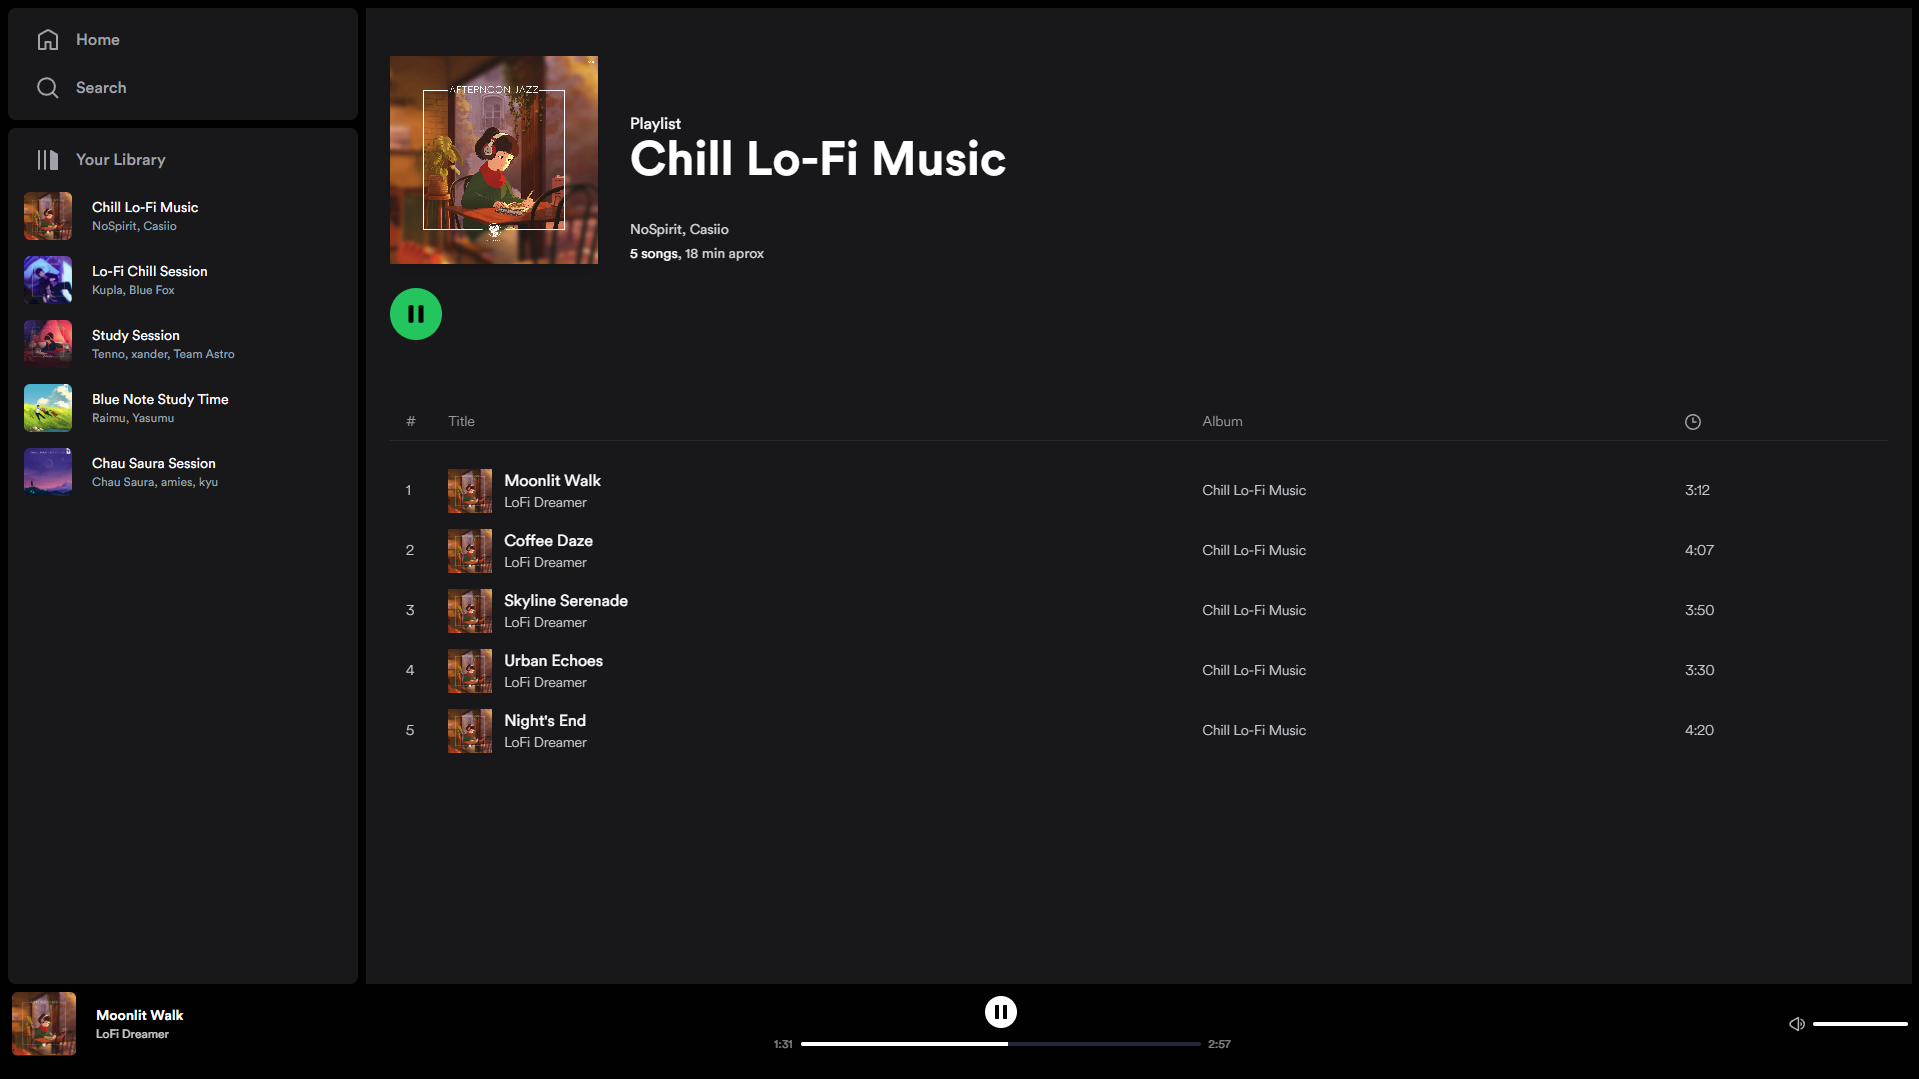 Home
Search
Your Library
Chill Lo-Fi Music
NoSpirit, Casiio
Lo-Fi Chill Session
Kupla, Blue Fox
Study Session
Tenno, xander, Team Astro
Blue Note Study Time
Raimu, Yasumu
Chau Saura Session
Chau Saura, amies, kyu
AFTERNOON JAZZ
Playlist
Chill Lo-Fi Music
NoSpirit, Casiio
5 songs, 18 min aprox
# Title Album
1 Moonlit Walk Chill Lo-Fi Music 3:12
LoFi Dreamer
2 Coffee Daze Chill Lo-Fi Music 4:07
LoFi Dreamer
3 Skyline Serenade Chill Lo-Fi Music 3:50
LoFi Dreamer
4 Urban Echoes Chill Lo-Fi Music 3:30
LoFi Dreamer
5 Night's End Chill Lo-Fi Music 4:20
LoFi Dreamer
Moonlit Walk
LoFi Dreamer
1:31 2:57